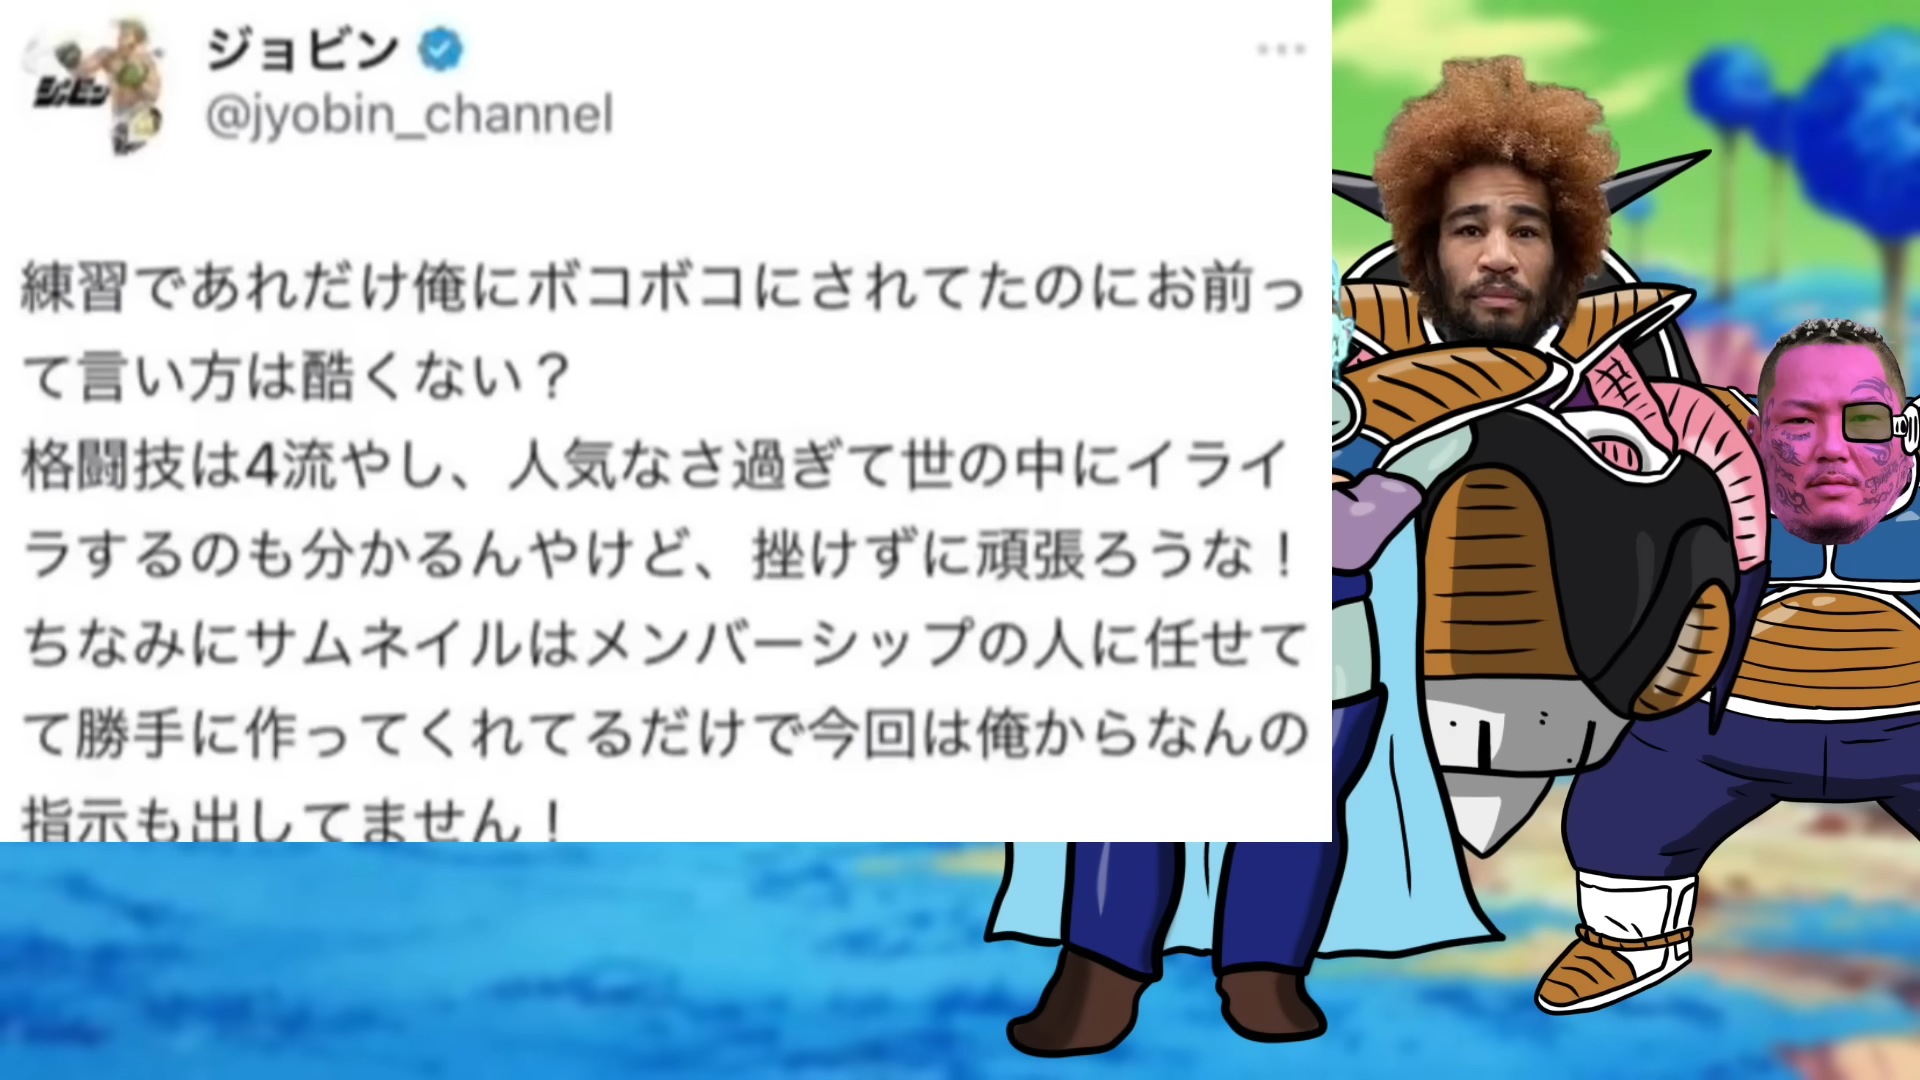 ジョビン
@jyobin_channel
ジョビン
練習であれだけ俺にボコボコにされてたのにお前っ
て言い方は酷くない？
格闘技は4流やし、人気なさ過ぎて世の中にイライ
ラするのも分かるんやけど、挫けずに頑張ろうな！
ちなみにサムネイルはメンバーシップの人に任せて
て勝手に作ってくれてるだけで今回は俺からなんの
指示も出してません！